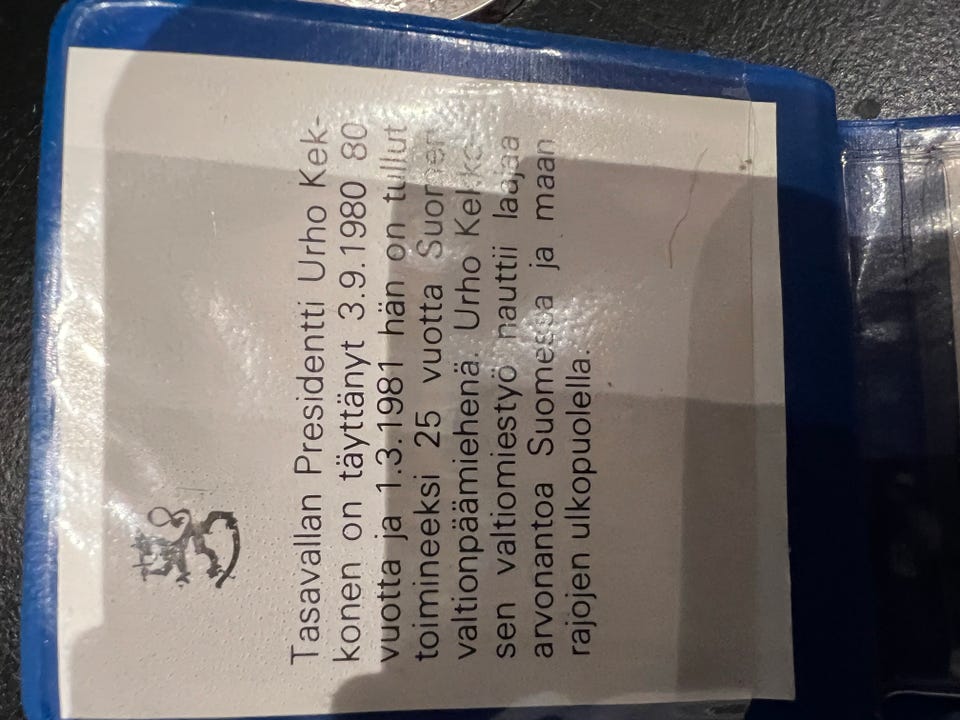 Tasavallan Presidentti Urho Kek-
konen on täyttänyt 3.9.1980 80
vuotta ja 1.3.1981 hän on tullut
toimineeksi 25 vuotta Suomen
valtionpäämiehenä. Urho Kekko-
sen valtiomiestyö nauttii laajaa
arvonantoa Suomessa ja maan
rajojen ulkopuolella.